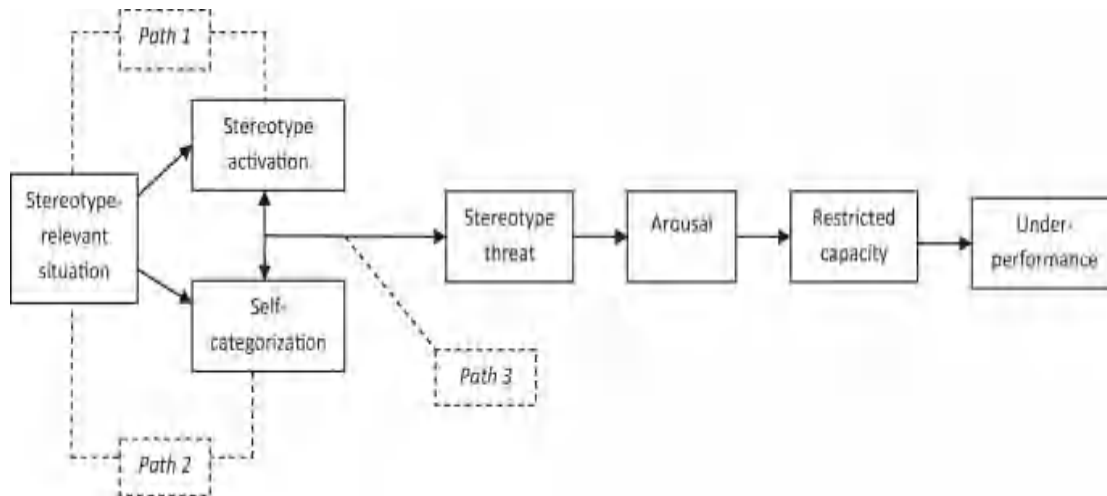 Path 1
Stereotype
activation
Stereotype-
relevant
situation
Stereotype
threat
Arousal
Restricted
capacity
Under-
performance
Self-
categorization
Path 3
Path 2